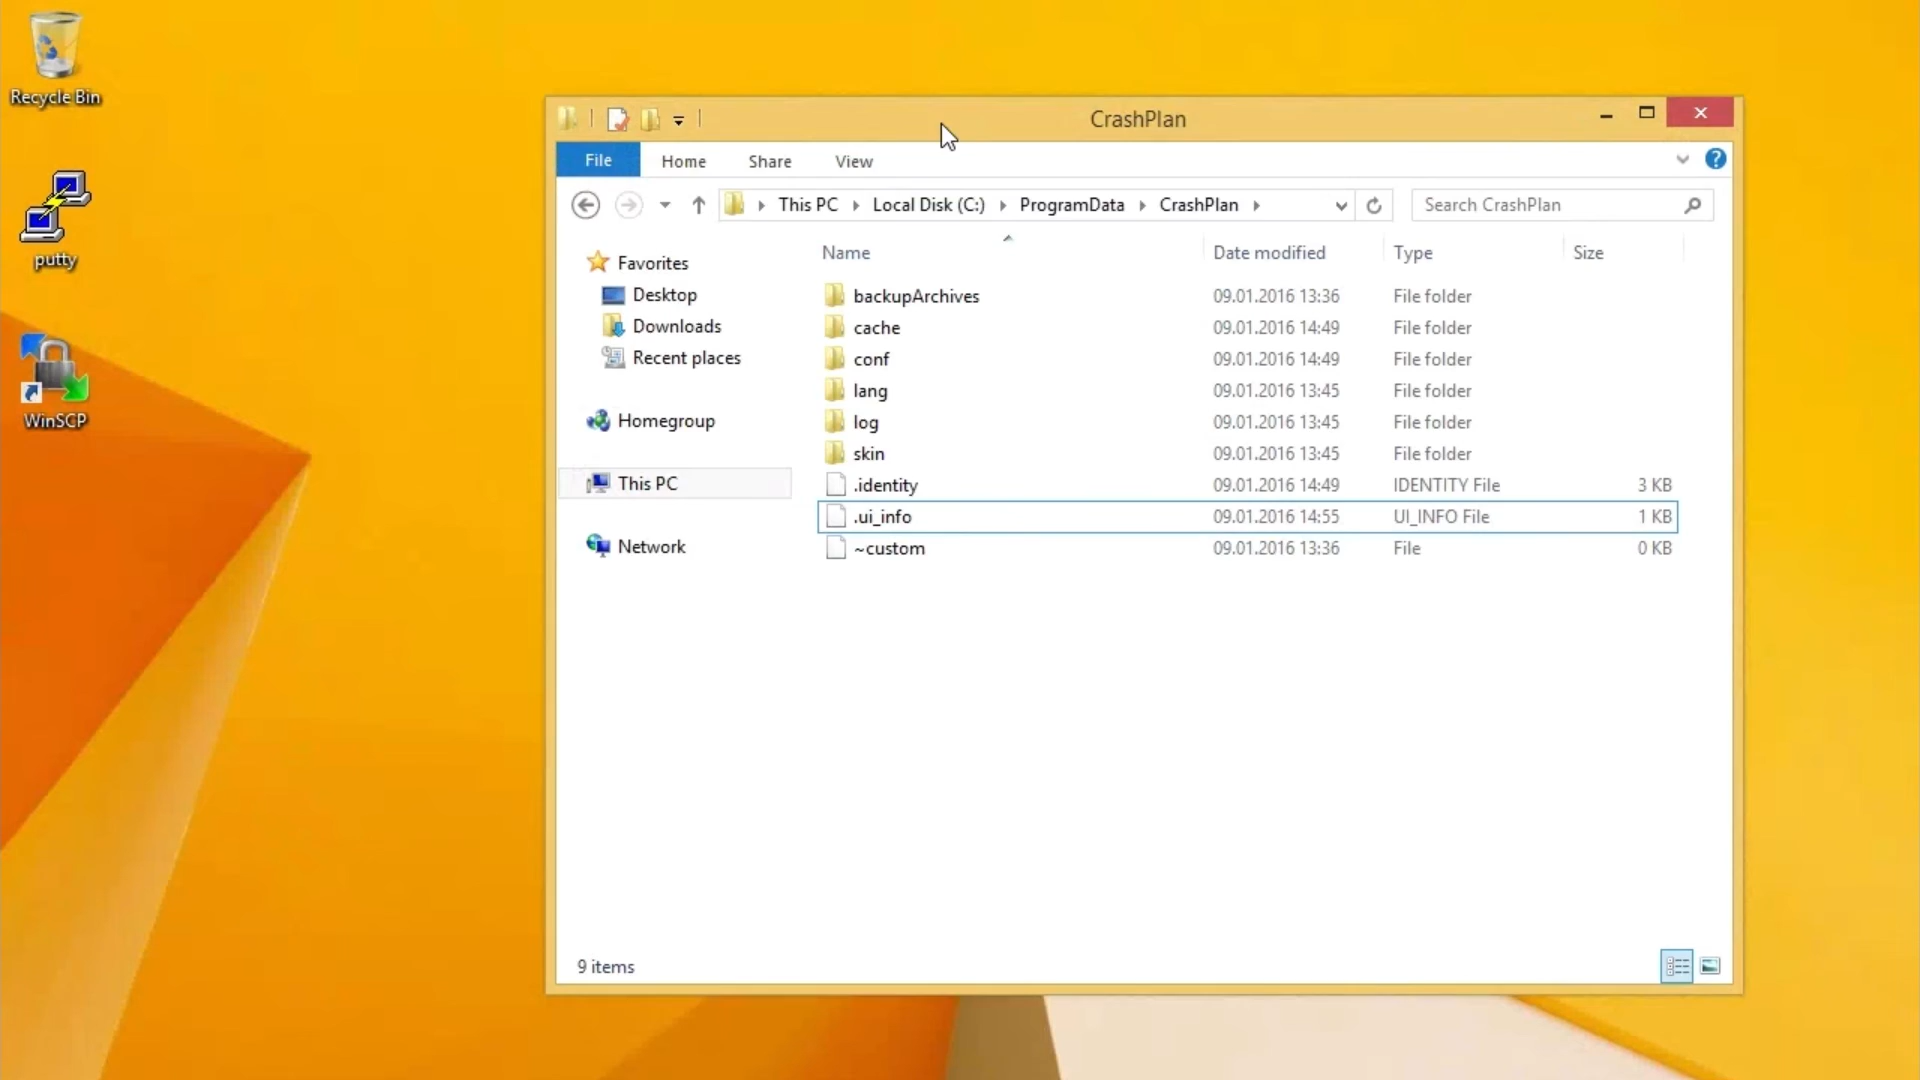 Recycle Bin
putty
WinSCP
CrashPlan
File Home Share View
This PC Local Disk (C:) ProgramData CrashPlan
Search CrashPlan
Favorites
Desktop
Downloads
Recent places
Homegroup
This PC
Network
Name Date modified Type Size
backupArchives 09.01.2016 13:36 File folder
cache 09.01.2016 14:49 File folder
conf 09.01.2016 14:49 File folder
lang 09.01.2016 13:45 File folder
log 09.01.2016 13:45 File folder
skin 09.01.2016 13:45 File folder
.identity 09.01.2016 14:49 IDENTITY File 3 KB
.ui_info 09.01.2016 14:55 UI_INFO File 1 KB
~custom 09.01.2016 13:36 File 0 KB
9 items